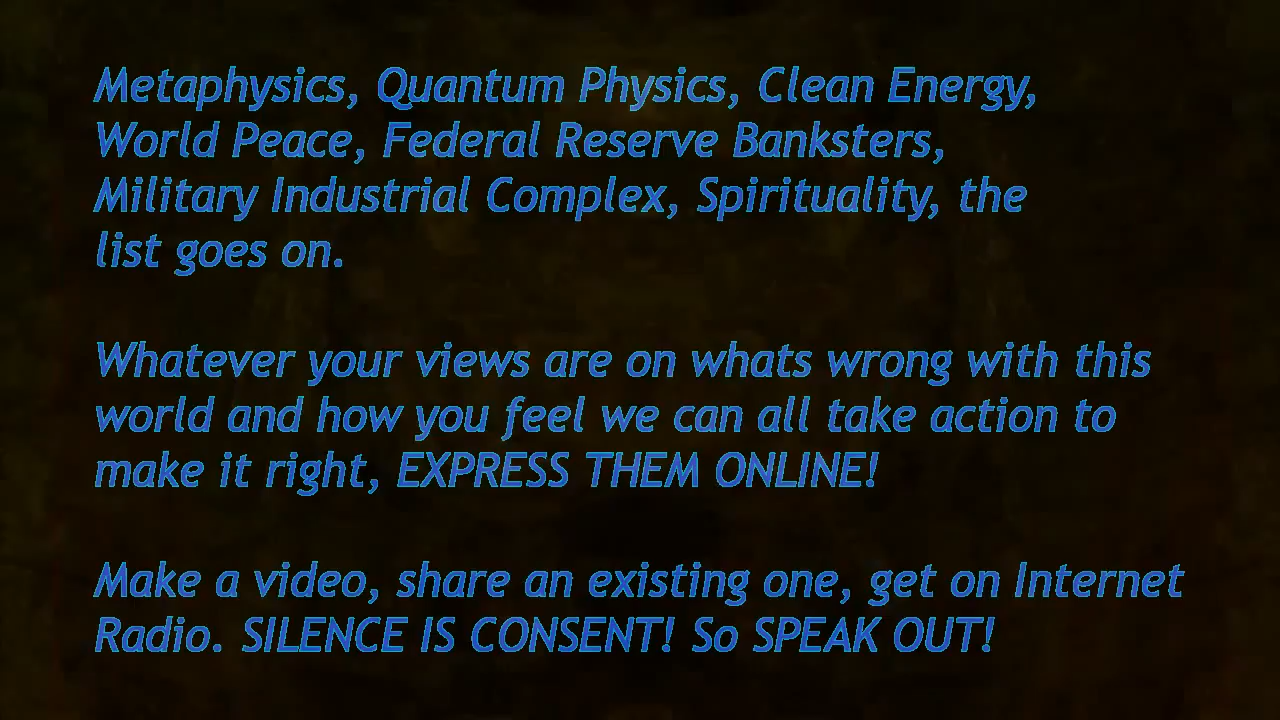 Metaphysics, Quantum Physics, Clean Energy,
World Peace, Federal Reserve Banksters,
Military Industrial Complex, Spirituality, the
list goes on.
Whatever your views are on whats wrong with this
world and how you feel we can all take action to
make it right, EXPRESS THEM ONLINE!
Make a video, share an existing one, get on Internet
Radio. SILENCE IS CONSENT! So SPEAK OUT!